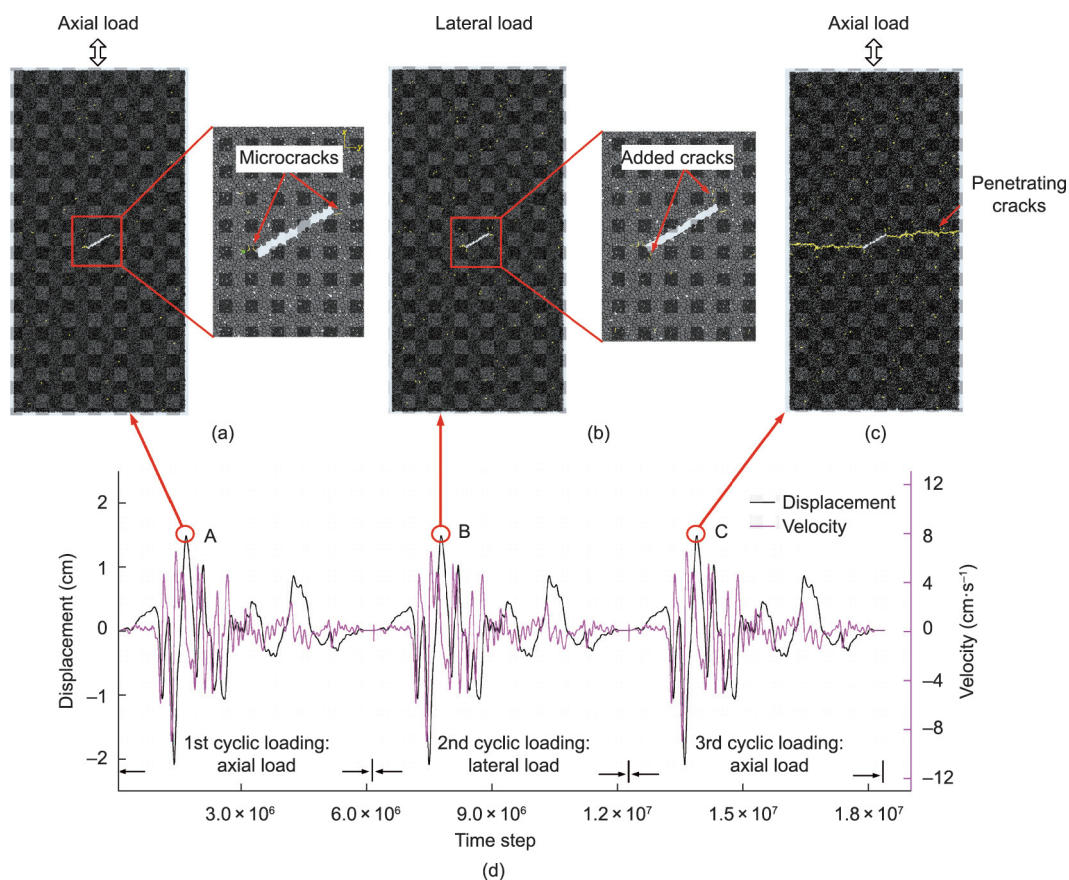 Axial load
Lateral load
Axial load
Microcracks
Added cracks
Penetrating
cracks
(a)
(b)
(c)
2
1
0
–1
–2
Displacement (cm)
A
B
C
Displacement
Velocity
12
8
4
0
–4
–8
–12
Velocity (cm·s⁻¹)
1st cyclic loading:
axial load
2nd cyclic loading:
lateral load
3rd cyclic loading:
axial load
3.0 × 10⁶
6.0 × 10⁶
9.0 × 10⁶
1.2 × 10⁷
1.5 × 10⁷
1.8 × 10⁷
Time step
(d)